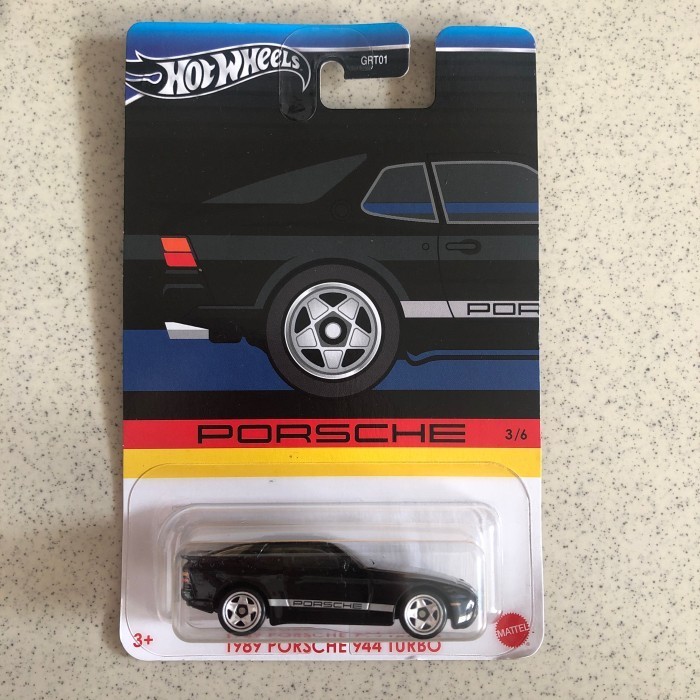 HOT WHEELS
GRT01
POR
PORSCHE
3/6
PORSCHE
3+
1989 PORSCHE 944 TURBO
MATTEL